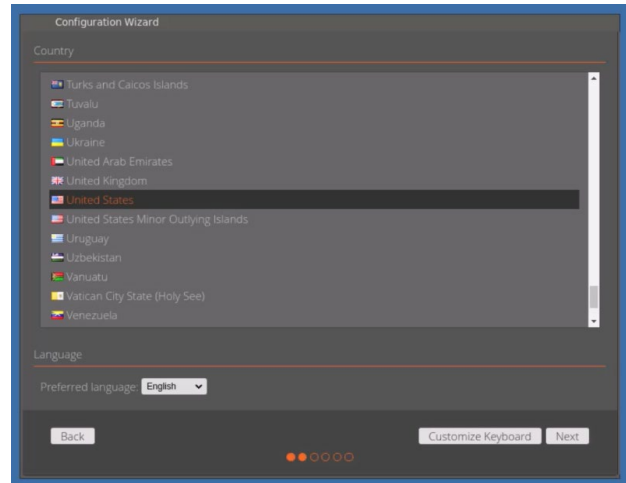 Configuration Wizard
Country
Turks and Caicos Islands
Tuvalu
Uganda
Ukraine
United Arab Emirates
United Kingdom
United States
United States Minor Outlying Islands
Uruguay
Uzbekistan
Vanuatu
Vatican City State (Holy See)
Venezuela
Language
Preferred language: English
Back Customize Keyboard Next